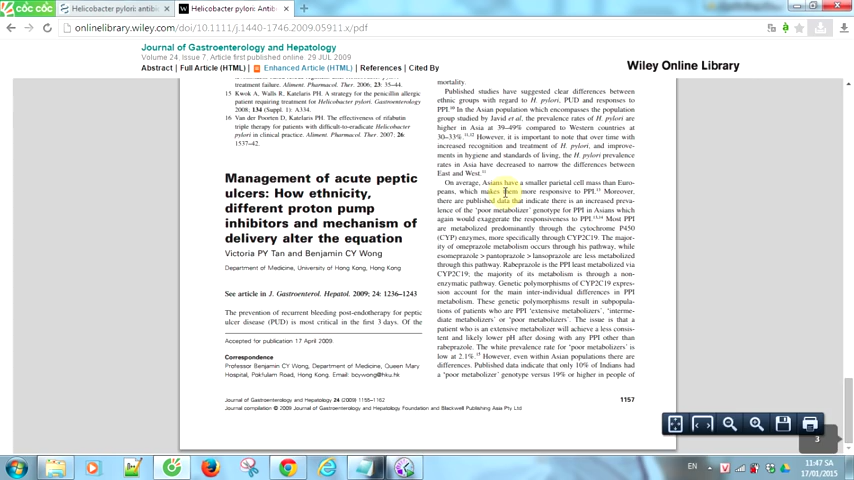 cốc cốc
Helicobacter pylori: antibi
Helicobacter pylori: Antib
onlinelibrary.wiley.com/doi/10.1111/j.1440-1746.2009.05911.x/pdf
Journal of Gastroenterology and Hepatology
Volume 24, Issue 7, Article first published online: 29 JUL 2009
Abstract | Full Article (HTML) | Enhanced Article (HTML) | References | Cited By
Wiley Online Library
treatment failure. Aliment. Pharmacol. Ther. 2006; 23: 35–44.
15 Kwok A, Walls R, Katelaris PH. A strategy for the penicillin allergic
patient requiring treatment for Helicobacter pylori. Gastroenterology
2008; 134 (Suppl. 1): A334.
16 Van der Poorten D, Katelaris PH. The effectiveness of rifabutin
triple therapy for patients with difficult-to-eradicate Helicobacter
pylori in clinical practice. Aliment. Pharmacol. Ther. 2007; 26:
1537–42.
Management of acute peptic
ulcers: How ethnicity,
different proton pump
inhibitors and mechanism of
delivery alter the equation
Victoria PY Tan and Benjamin CY Wong
Department of Medicine, University of Hong Kong, Hong Kong
See article in J. Gastroenterol. Hepatol. 2009; 24: 1236–1243
The prevention of recurrent bleeding post-endotherapy for peptic
ulcer disease (PUD) is most critical in the first 3 days. Of the
Accepted for publication 17 April 2009.
Correspondence
Professor Benjamin CY Wong, Department of Medicine, Queen Mary
Hospital, Pokfulam Road, Hong Kong. Email: bcywong@hku.hk
mortality.
Published studies have suggested clear differences between
ethnic groups with regard to H. pylori, PUD and responses to
PPI.10 In the Asian population which encompasses the population
group studied by Javid et al., the prevalence rates of H. pylori are
higher in Asia at 39–49% compared to Western countries at
30–33%.11,12 However, it is important to note that over time with
increased recognition and treatment of H. pylori, and improve-
ments in hygiene and standards of living, the H. pylori prevalence
rates in Asia have decreased to narrow the differences between
East and West.11
On average, Asians have a smaller parietal cell mass than Euro-
peans, which makes them more responsive to PPI.13 Moreover,
there are published data that indicate there is an increased preva-
lence of the 'poor metabolizer' genotype for PPI in Asians which
again would exaggerate the responsiveness to PPI.13,14 Most PPI
are metabolized predominantly through the cytochrome P450
(CYP) enzymes, more specifically through CYP2C19. The major-
ity of omeprazole metabolism occurs through his pathway, while
esomeprazole > pantoprazole > lansoprazole are less metabolized
through this pathway. Rabeprazole is the PPI least metabolized via
CYP2C19; the majority of its metabolism is through a non-
enzymatic pathway. Genetic polymorphisms of CYP2C19 expres-
sion account for the main inter-individual differences in PPI
metabolism. These genetic polymorphisms result in subpopula-
tions of patients who are PPI 'extensive metabolizers', 'interme-
diate metabolizers' or 'poor metabolizers'. The issue is that a
patient who is an extensive metabolizer will achieve a less consis-
tent and likely lower pH after dosing with any PPI other than
rabeprazole. The white prevalence rate for 'poor metabolizers' is
low at 2.1%.15 However, even within Asian populations there are
differences. Published data indicate that only 10% of Indians had
a 'poor metabolizer' genotype versus 19% or higher in people of
Journal of Gastroenterology and Hepatology 24 (2009) 1155–1162
Journal compilation © 2009 Journal of Gastroenterology and Hepatology Foundation and Blackwell Publishing Asia Pty Ltd
1157
3
EN
11:47 SA
17/01/2015